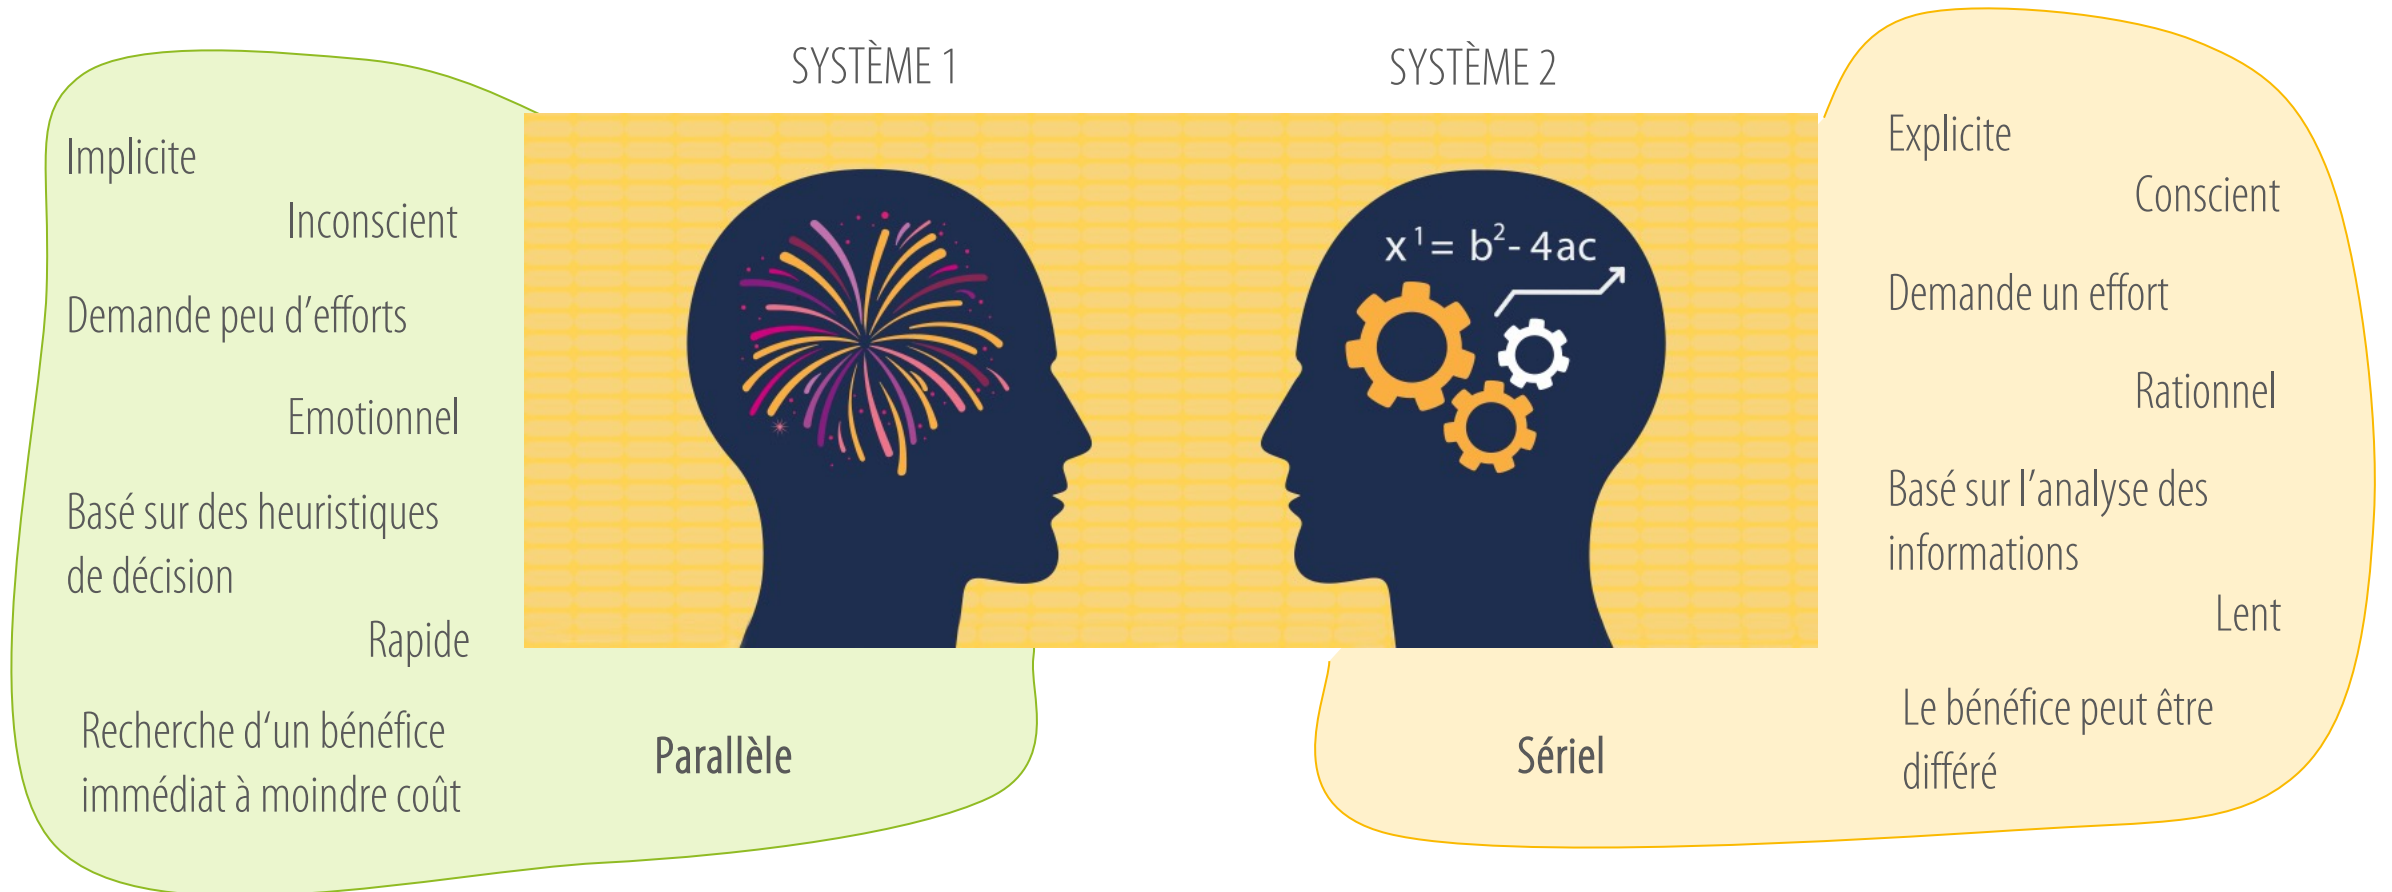 SYSTÈME 1
SYSTÈME 2
Implicite
Inconscient
Demande peu d’efforts
Emotionnel
Basé sur des heuristiques
de décision
Rapide
Recherche d‘un bénéfice
immédiat à moindre coût
Parallèle
x¹= b²- 4ac
Explicite
Conscient
Demande un effort
Rationnel
Basé sur l’analyse des
informations
Lent
Le bénéfice peut être
différé
Sériel